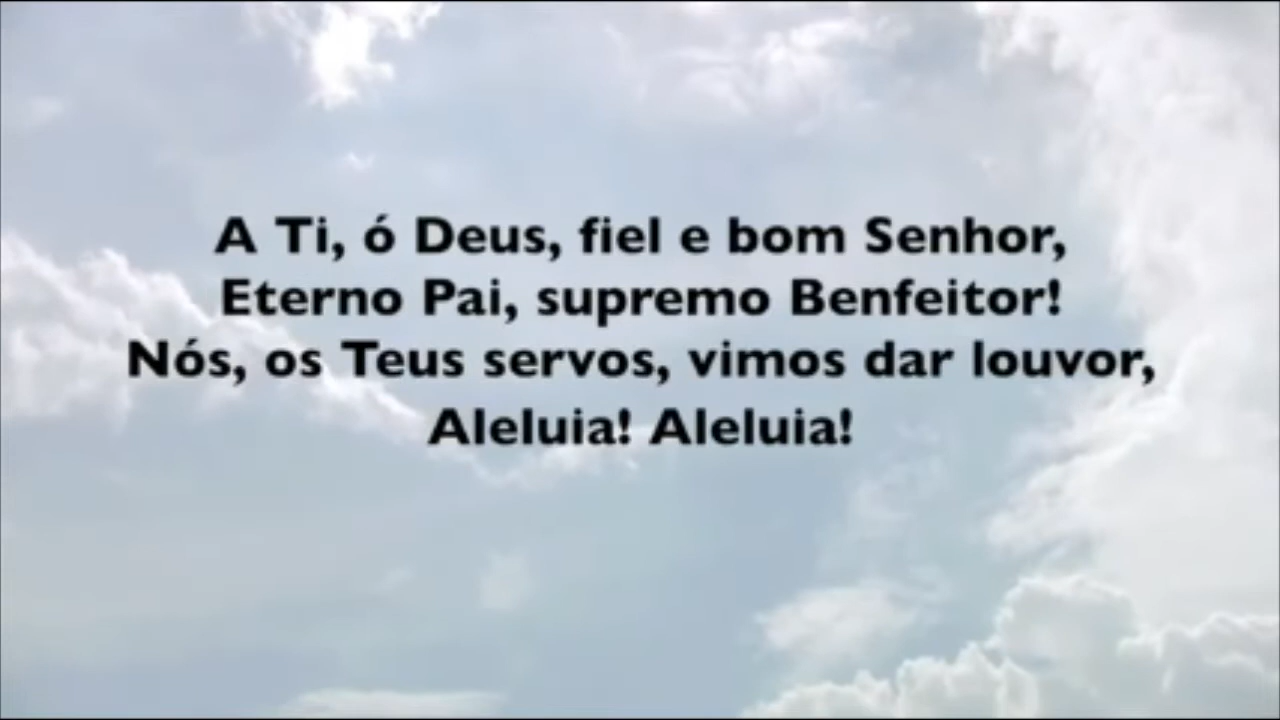 A Ti, ó Deus, fiel e bom Senhor,
Eterno Pai, supremo Benfeitor!
Nós, os Teus servos, vimos dar louvor,
Aleluia! Aleluia!